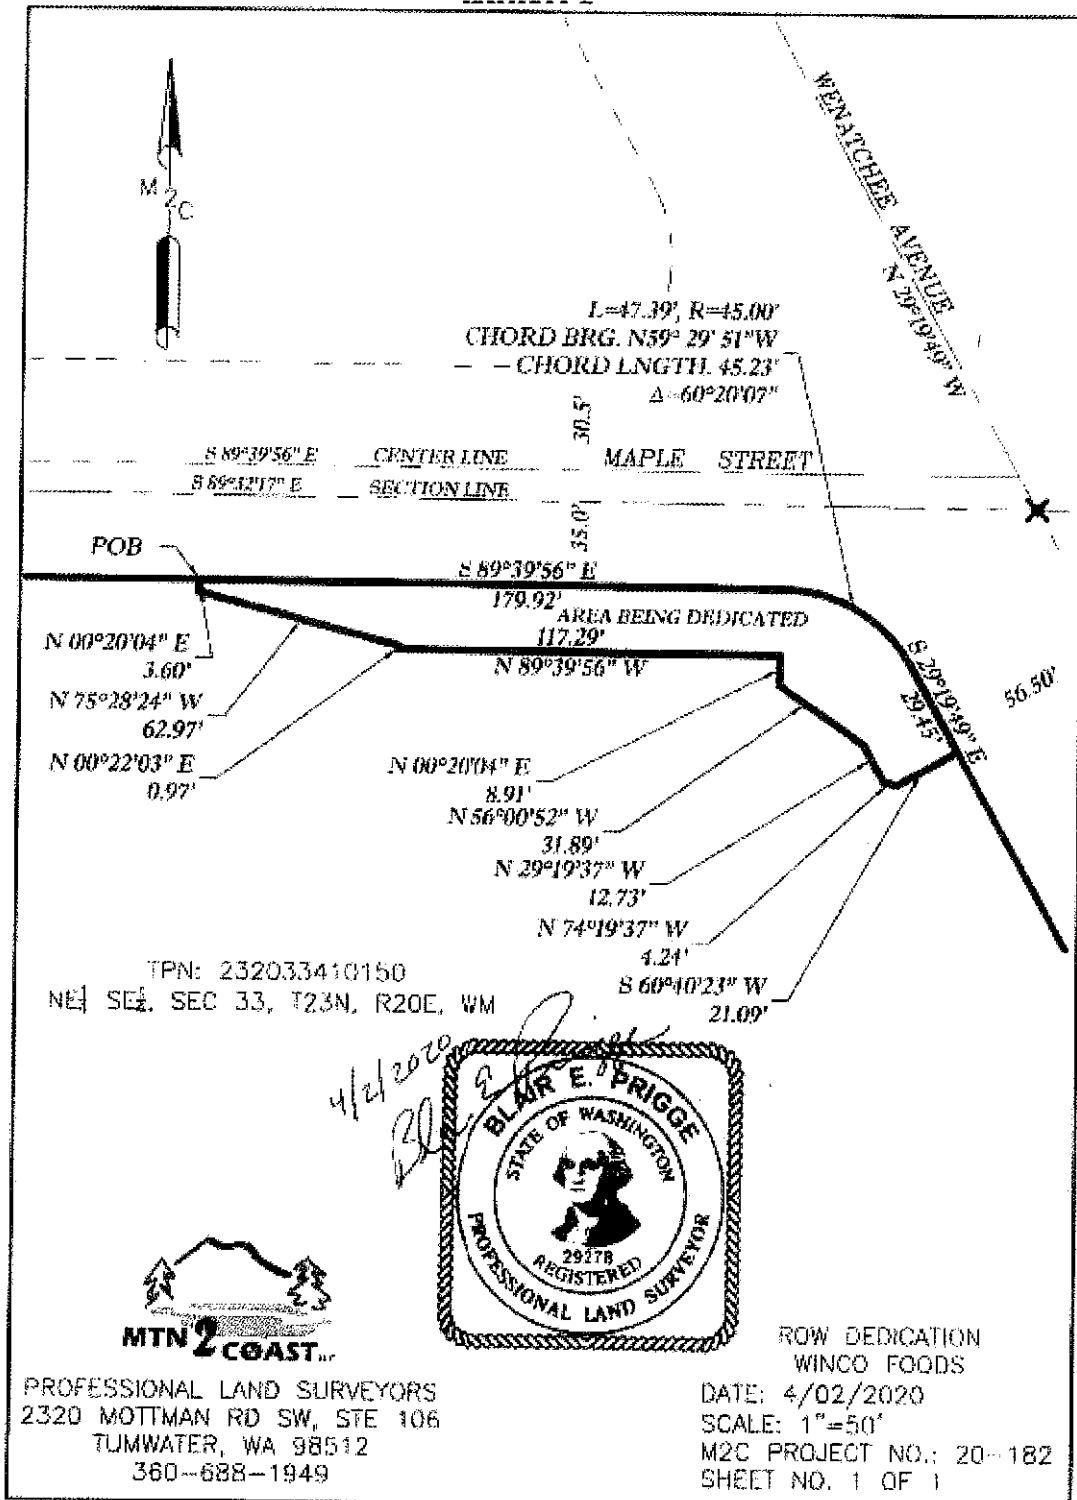 M2C
WENATCHEE AVENUE
N 29°19'49" W
L=47.39', R=45.00'
CHORD BRG. N59° 29' 51"W
CHORD LNGTH. 45.23'
Δ=60°20'07"
30.5'
S 89°39'56" E CENTER LINE MAPLE STREET
S 89°32'17" E SECTION LINE
35.0'
POB
S 89°39'56" E
179.92'
AREA BEING DEDICATED
117.29'
N 89°39'56" W
S 29°19'49" E
29.45'
56.50'
N 00°20'04" E
3.60'
N 75°28'24" W
62.97'
N 00°22'03" E
0.97'
N 00°20'04" E
8.91'
N 56°00'52" W
31.89'
N 29°19'37" W
12.73'
N 74°19'37" W
4.24'
S 60°40'23" W
21.09'
TPN: 232033410150
NE¼ SE¼, SEC 33, T23N, R20E, WM
4/2/2020
BLAIR E. PRIGGE
STATE OF WASHINGTON
29278
REGISTERED
PROFESSIONAL LAND SURVEYOR
MTN 2 COAST
PROFESSIONAL LAND SURVEYORS
2320 MOTTMAN RD SW, STE 106
TUMWATER, WA 98512
360-688-1949
ROW DEDICATION
WINCO FOODS
DATE: 4/02/2020
SCALE: 1"=50'
M2C PROJECT NO.: 20-182
SHEET NO. 1 OF 1